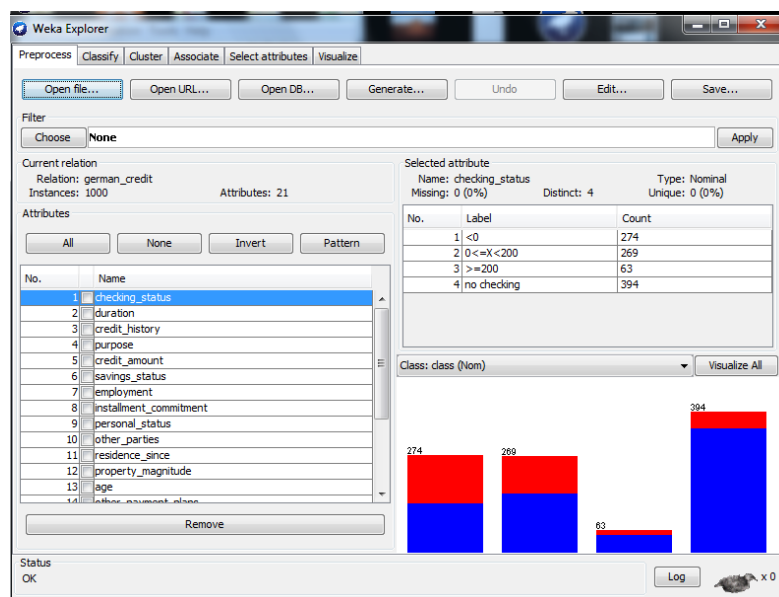 Weka Explorer
Preprocess Classify Cluster Associate Select attributes Visualize
Open file... Open URL... Open DB... Generate... Undo Edit... Save...
Filter
Choose None Apply
Current relation
Relation: german_credit
Instances: 1000 Attributes: 21
Attributes
All None Invert Pattern
No. Name
1 checking_status
2 duration
3 credit_history
4 purpose
5 credit_amount
6 savings_status
7 employment
8 installment_commitment
9 personal_status
10 other_parties
11 residence_since
12 property_magnitude
13 age
14 other_payment_plans
Remove
Selected attribute
Name: checking_status Type: Nominal
Missing: 0 (0%) Distinct: 4 Unique: 0 (0%)
No. Label Count
1 <0 274
2 0<=X<200 269
3 >=200 63
4 no checking 394
Class: class (Nom) Visualize All
274 269 63 394
Status
OK
Log x 0